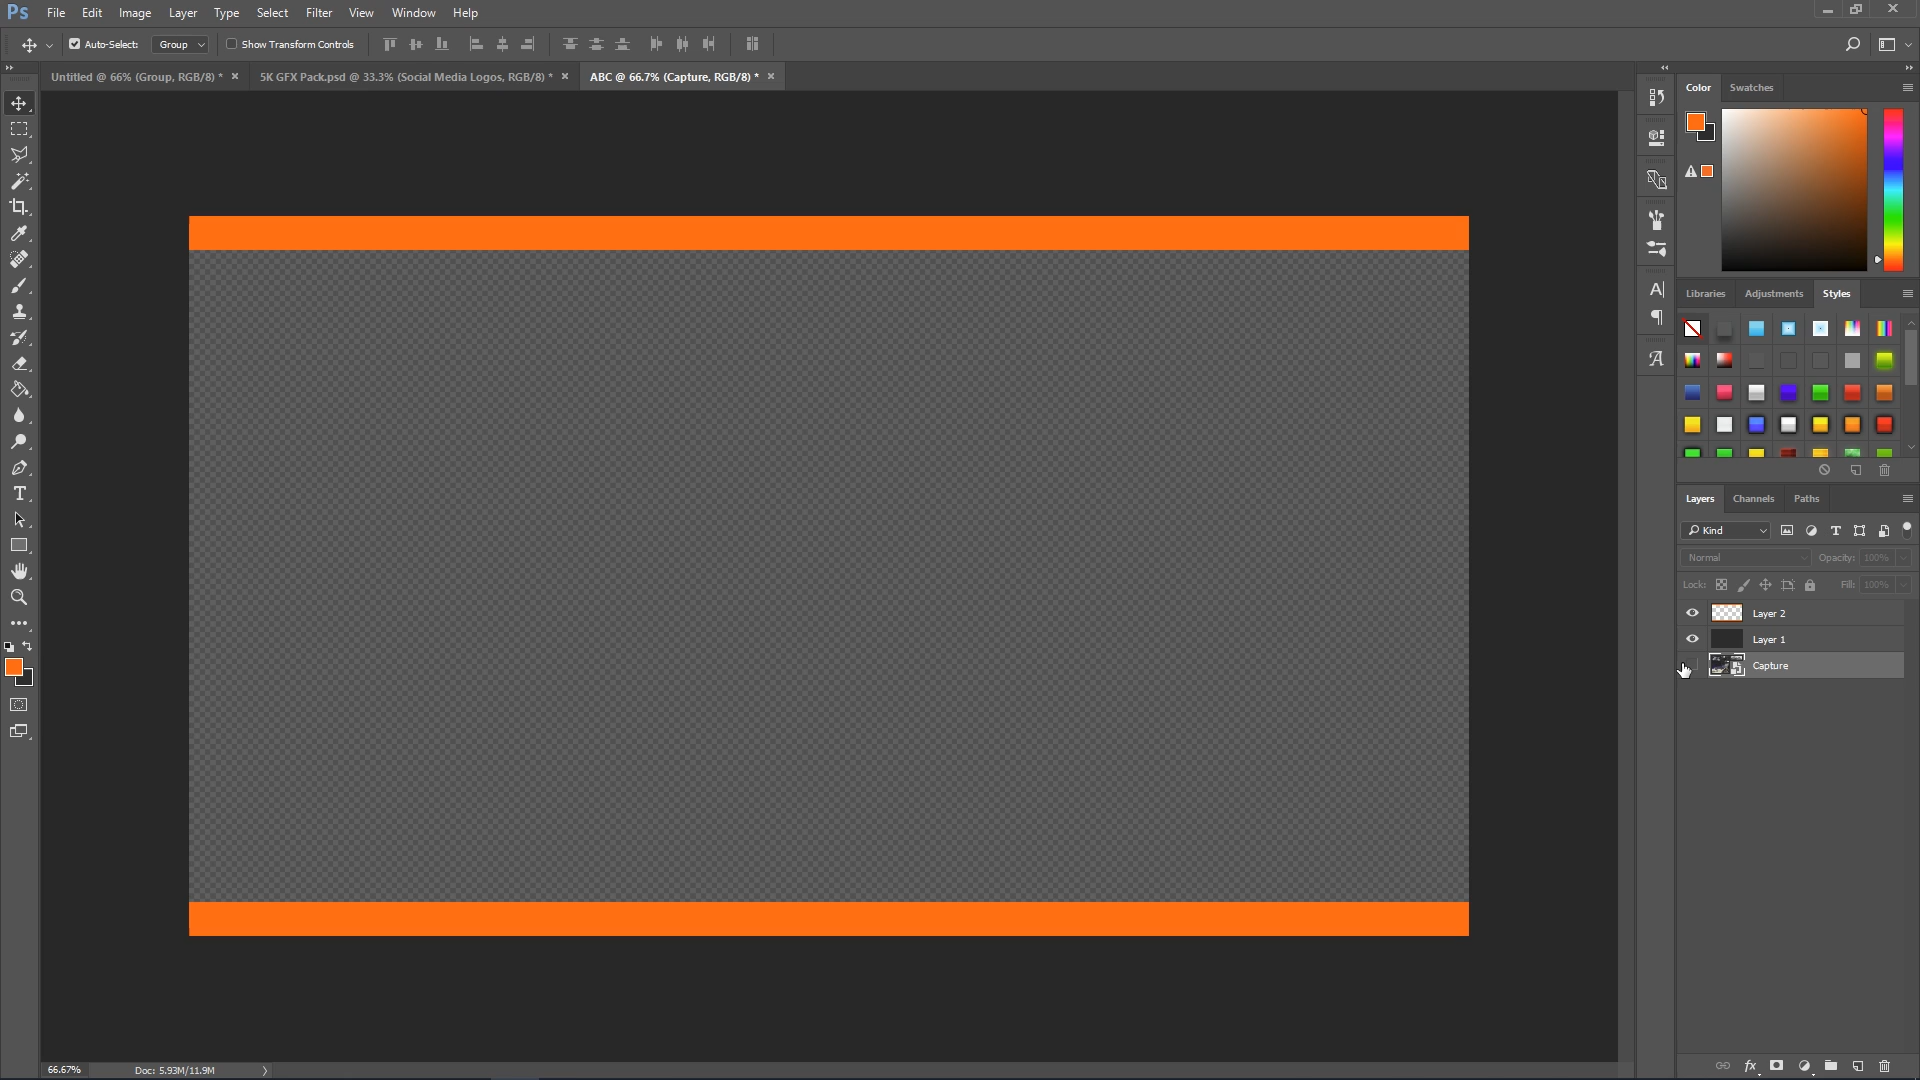 Ps File Edit Image Layer Type Select Filter View Window Help
Auto-Select: Group Show Transform Controls
Untitled @ 66% (Group, RGB/8) * 5K GFX Pack.psd @ 33.3% (Social Media Logos, RGB/8) * ABC @ 66.7% (Capture, RGB/8) *
Color Swatches
Libraries Adjustments Styles
Layers Channels Paths
Kind
Normal Opacity: 100%
Lock: Fill: 100%
Layer 2
Layer 1
Capture
66.67% Doc: 5.93M/11.9M